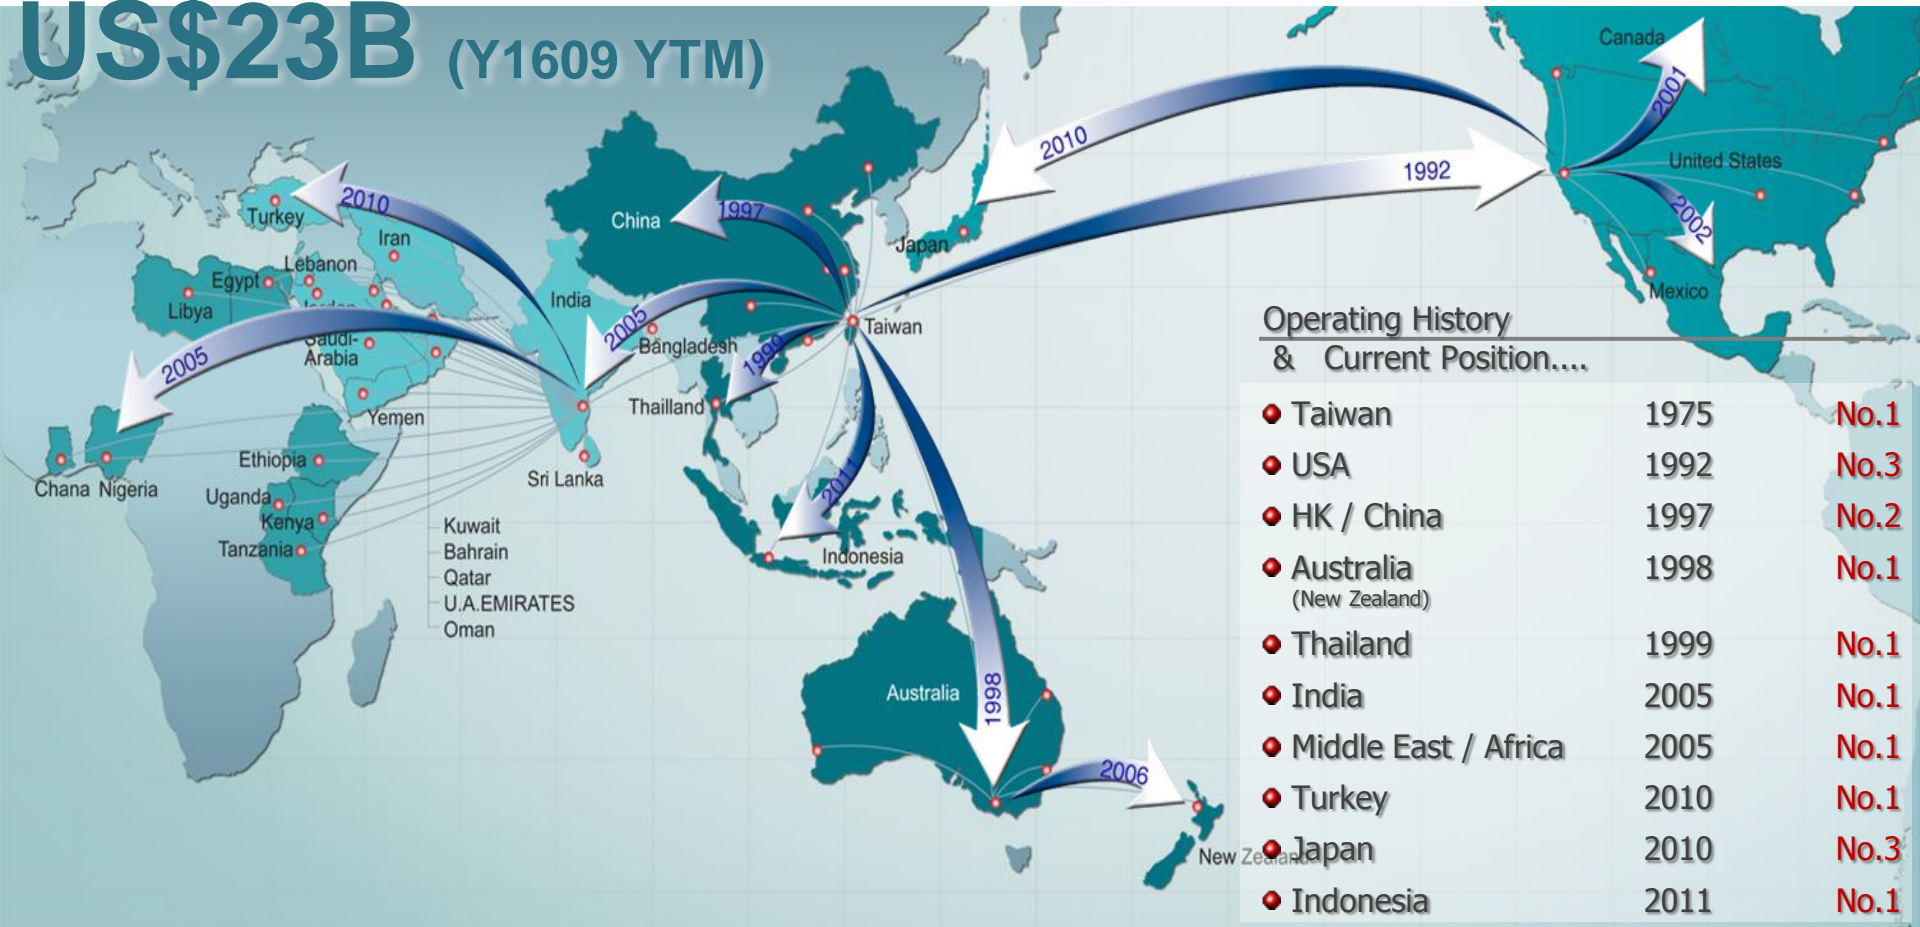 US$23B (Y1609 YTM)
Canada
2001
2010
1992
United States
2002
Mexico
China
1997
Japan
2010
Turkey
Iran
Lebanon
Egypt
Jordan
Libya
India
2005
Bangladesh
Taiwan
1999
Saudi-
Arabia
2005
Yemen
Thailland
Ethiopia
Chana Nigeria
Uganda
Kenya
Tanzania
Sri Lanka
2011
Indonesia
Kuwait
Bahrain
Qatar
U.A.EMIRATES
Oman
Australia
1998
2006
New Zealand
Operating History
& Current Position....
Taiwan 1975 No.1
USA 1992 No.3
HK / China 1997 No.2
Australia 1998 No.1
(New Zealand)
Thailand 1999 No.1
India 2005 No.1
Middle East / Africa 2005 No.1
Turkey 2010 No.1
Japan 2010 No.3
Indonesia 2011 No.1